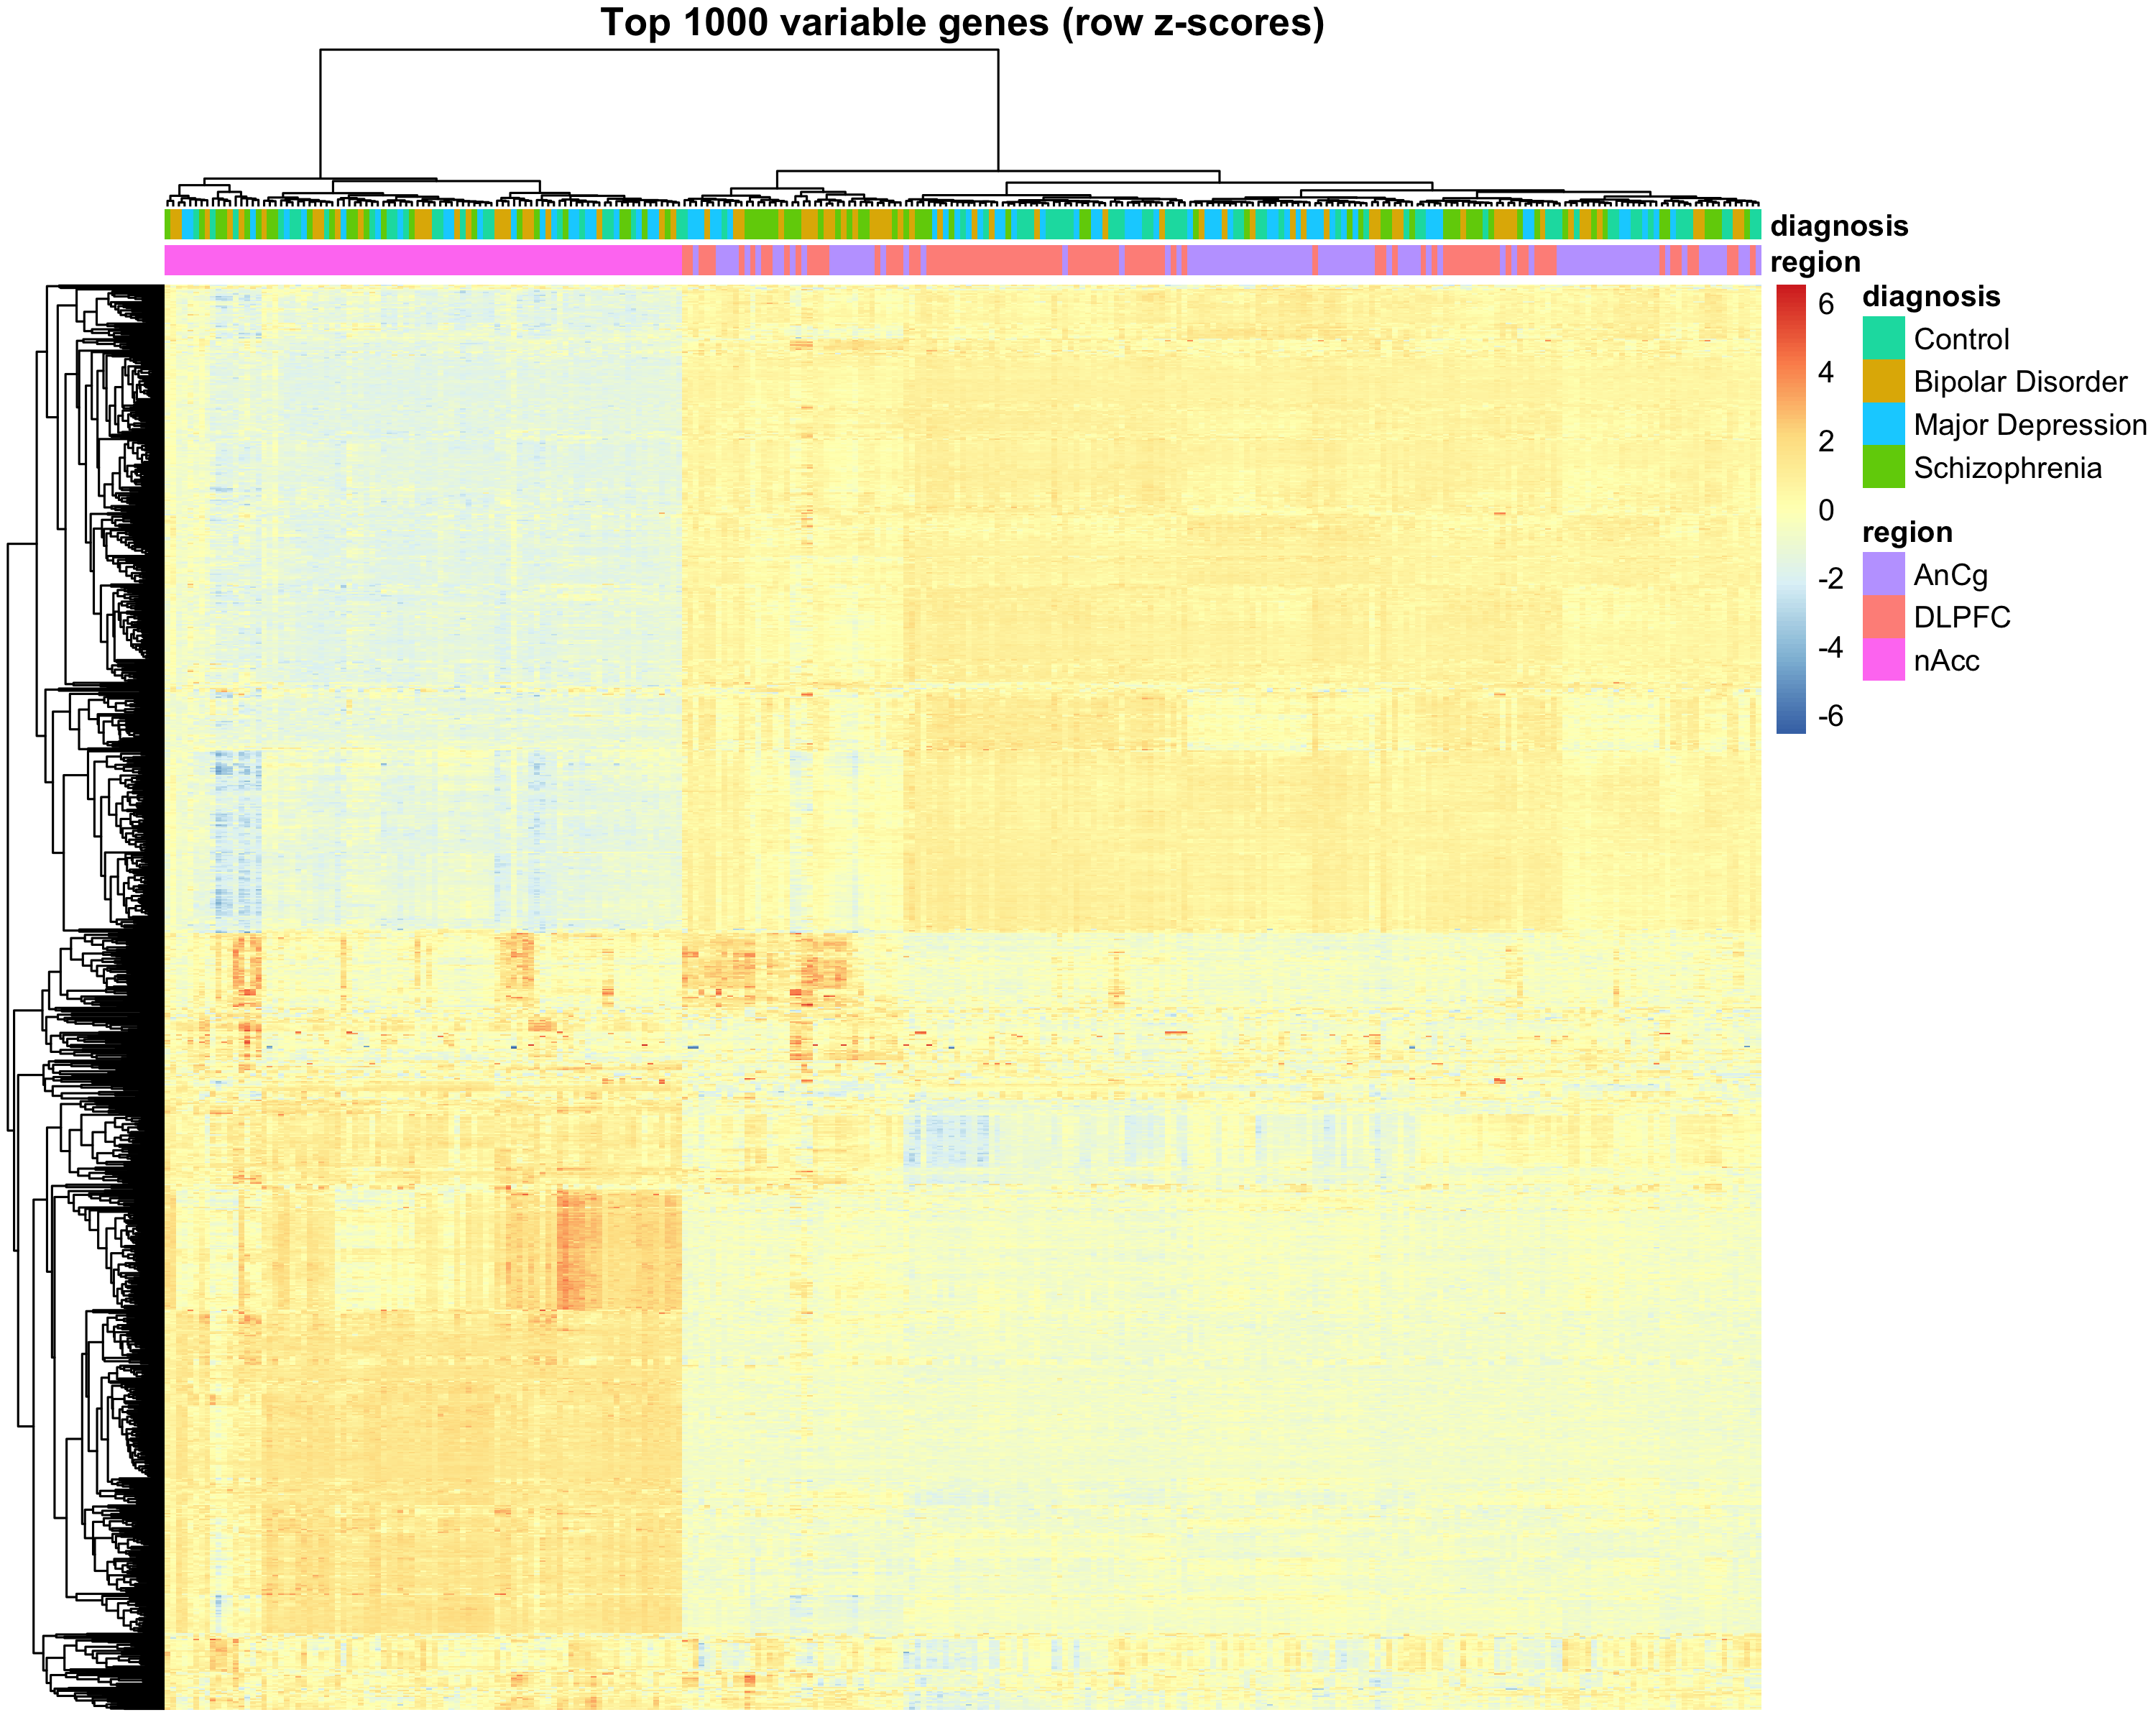 Top 1000 variable genes (row z-scores)
diagnosis
region
6
4
2
0
-2
-4
-6
diagnosis
Control
Bipolar Disorder
Major Depression
Schizophrenia
region
AnCg
DLPFC
nAcc